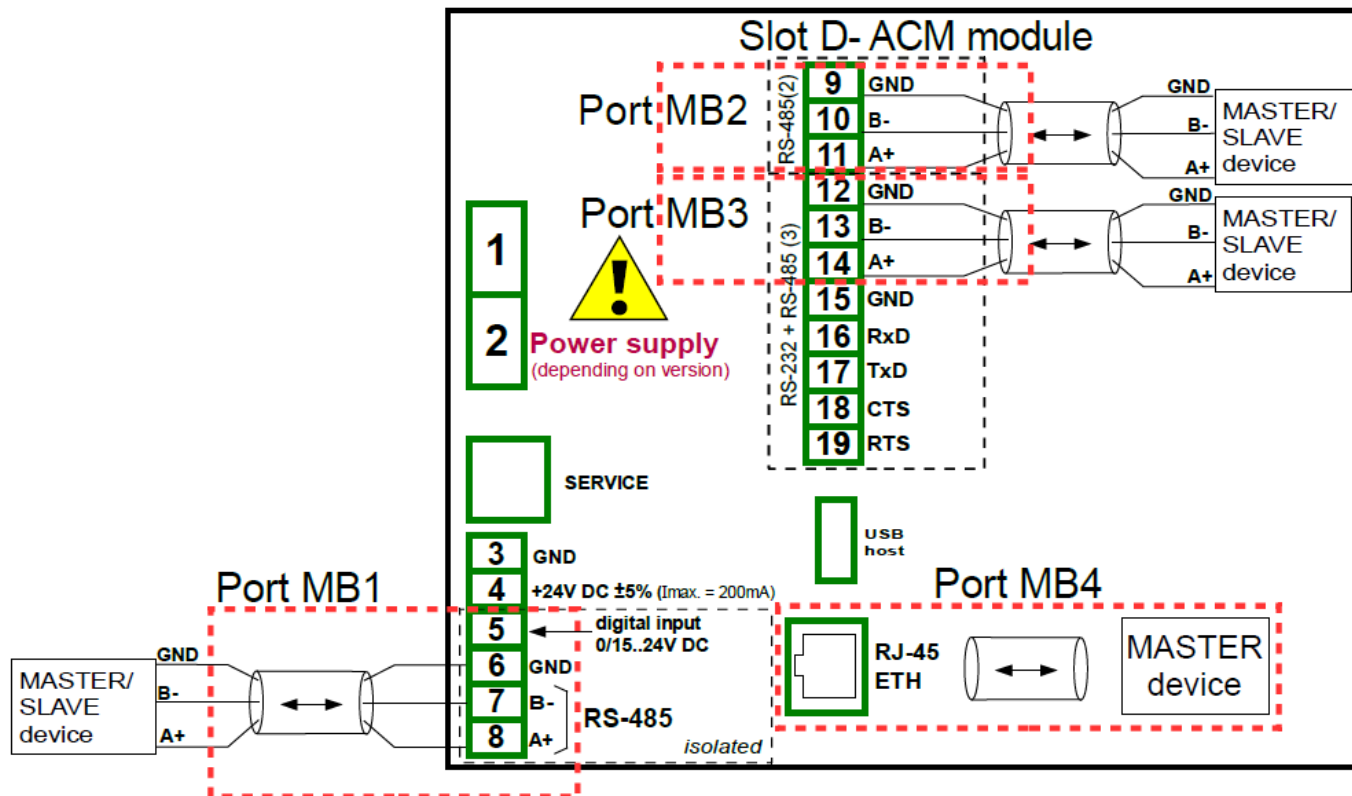 Slot D- ACM module
Port MB2
RS-485(2)
9 GND
10 B-
11 A+
GND
B-
A+
MASTER/
SLAVE
device
Port MB3
RS-232 + RS-485 (3)
12 GND
13 B-
14 A+
15 GND
16 RxD
17 TxD
18 CTS
19 RTS
GND
B-
A+
MASTER/
SLAVE
device
1
2
!
Power supply
(depending on version)
SERVICE
USB
host
3 GND
4 +24V DC ±5% (Imax. = 200mA)
5 digital input
0/15..24V DC
6 GND
7 B-
8 A+
RS-485
isolated
Port MB1
GND
B-
A+
MASTER/
SLAVE
device
Port MB4
RJ-45
ETH
MASTER
device